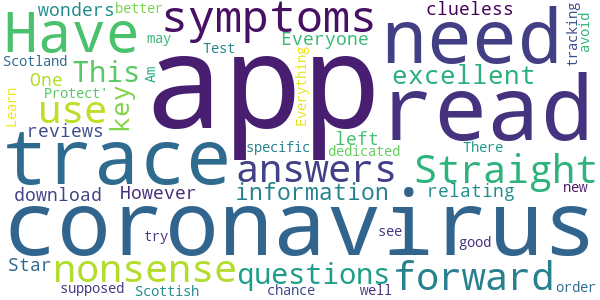 wonders better symptoms clueless
Have Test may Everyone need tracking avoid
Scotland This Am app excellent
One key Everything read
Learn Protect' use
reviews left
trace specific dedicated There
answers Straight
download However information relating new
coronavirus
try see good
Star nonsense questions forward
supposed Scottish chance well order